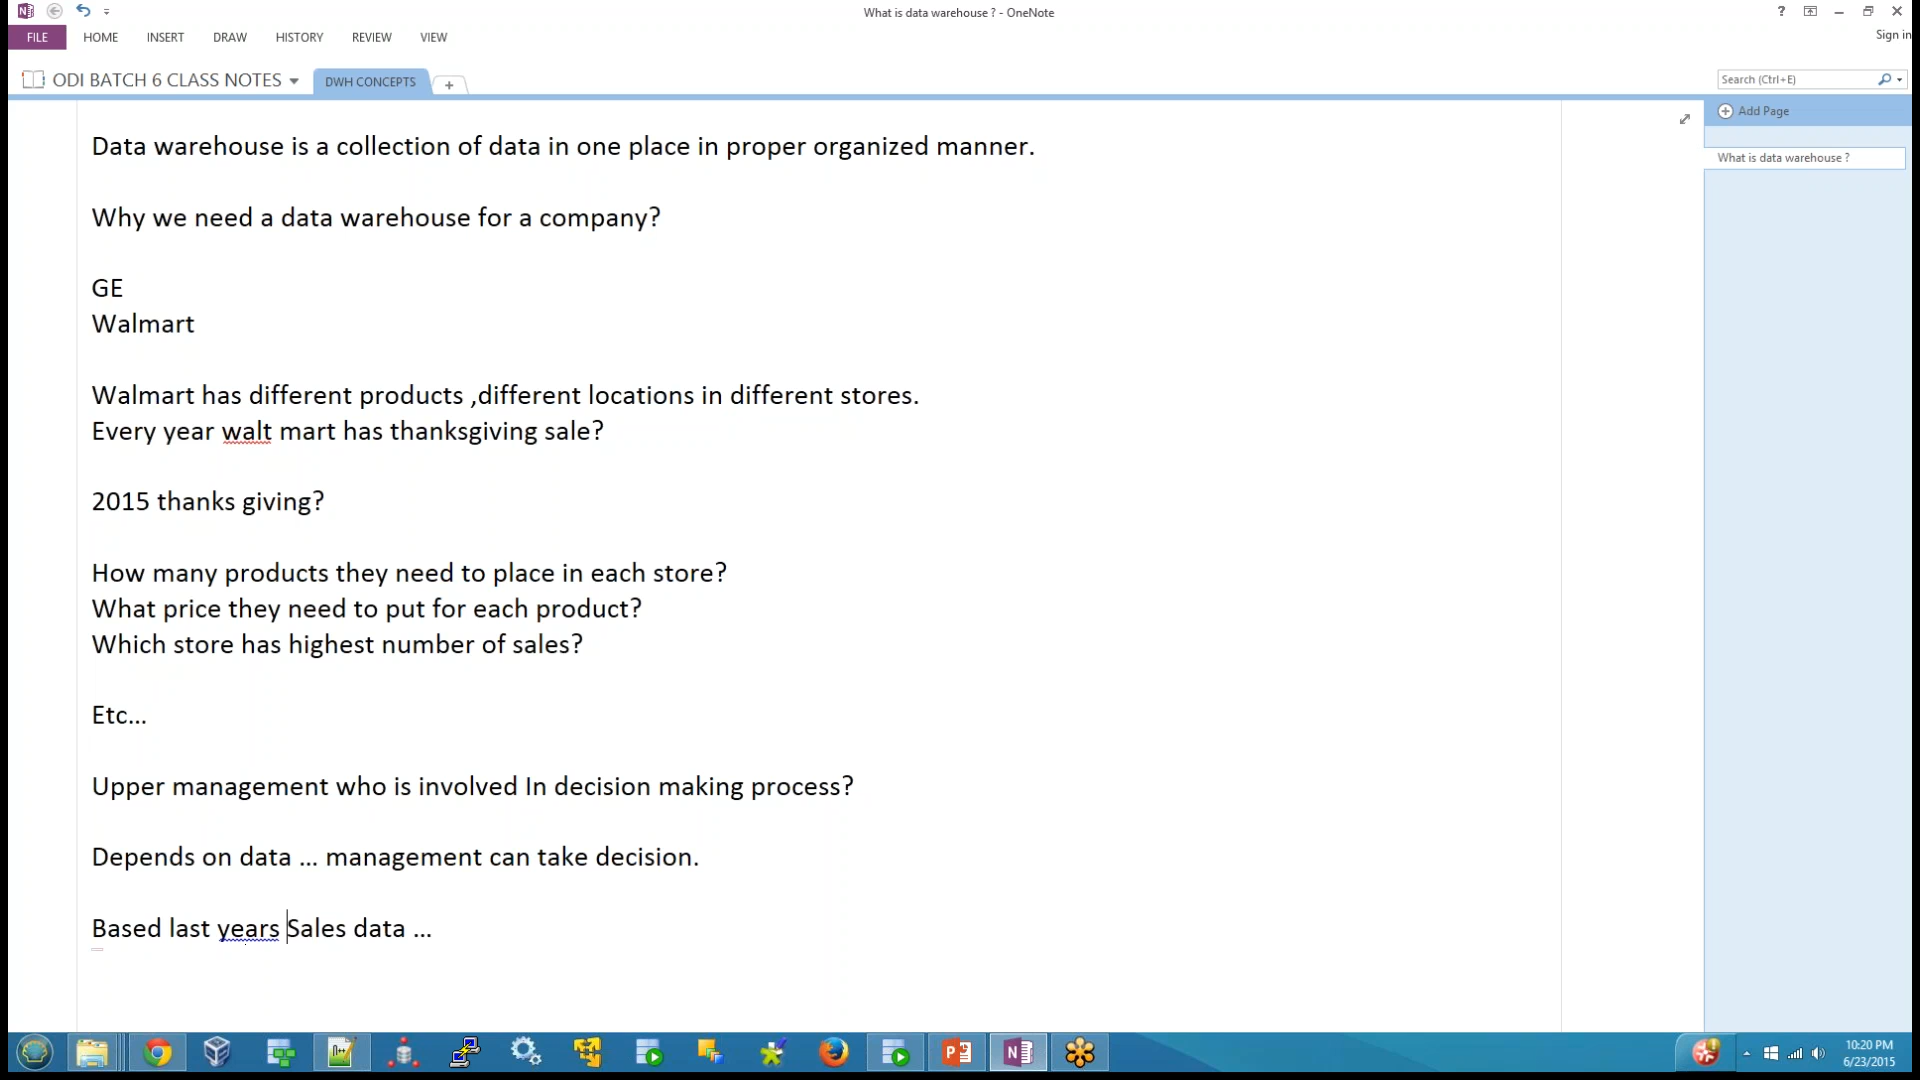 What is data warehouse ? - OneNote
?
Sign in
FILE HOME INSERT DRAW HISTORY REVIEW VIEW
ODI BATCH 6 CLASS NOTES
DWH CONCEPTS
+
Search (Ctrl+E)
Add Page
What is data warehouse ?
Data warehouse is a collection of data in one place in proper organized manner.
Why we need a data warehouse for a company?
GE
Walmart
Walmart has different products ,different locations in different stores.
Every year walt mart has thanksgiving sale?
2015 thanks giving?
How many products they need to place in each store?
What price they need to put for each product?
Which store has highest number of sales?
Etc...
Upper management who is involved In decision making process?
Depends on data ... management can take decision.
Based last years Sales data ...
10:20 PM
6/23/2015